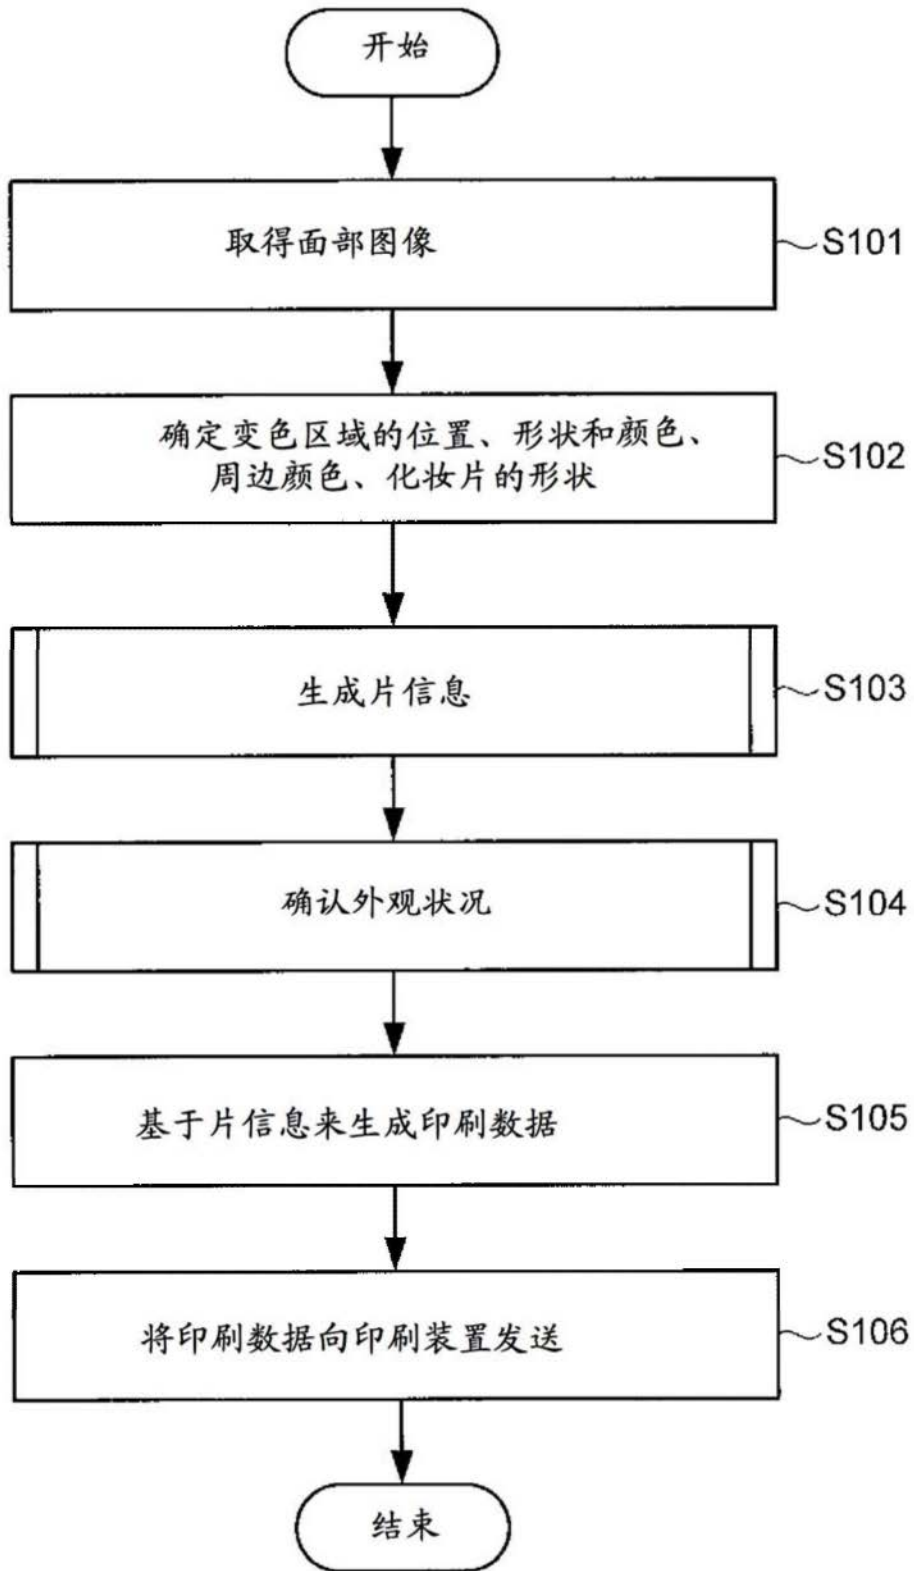 开始
取得面部图像
S101
确定变色区域的位置、形状和颜色、
周边颜色、化妆片的形状
S102
生成片信息
S103
确认外观状况
S104
基于片信息来生成印刷数据
S105
将印刷数据向印刷装置发送
S106
结束